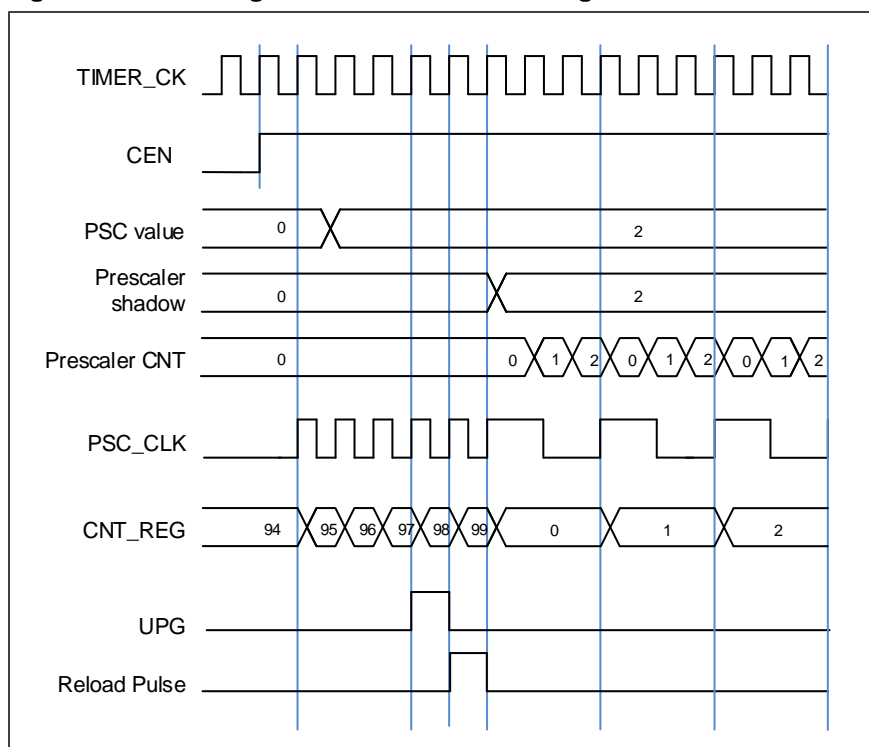 TIMER_CK
CEN
PSC value 0 2
Prescaler
shadow 0 2
Prescaler CNT 0 0 1 2 0 1 2 0 1 2
PSC_CLK
CNT_REG 94 95 96 97 98 99 0 1 2
UPG
Reload Pulse